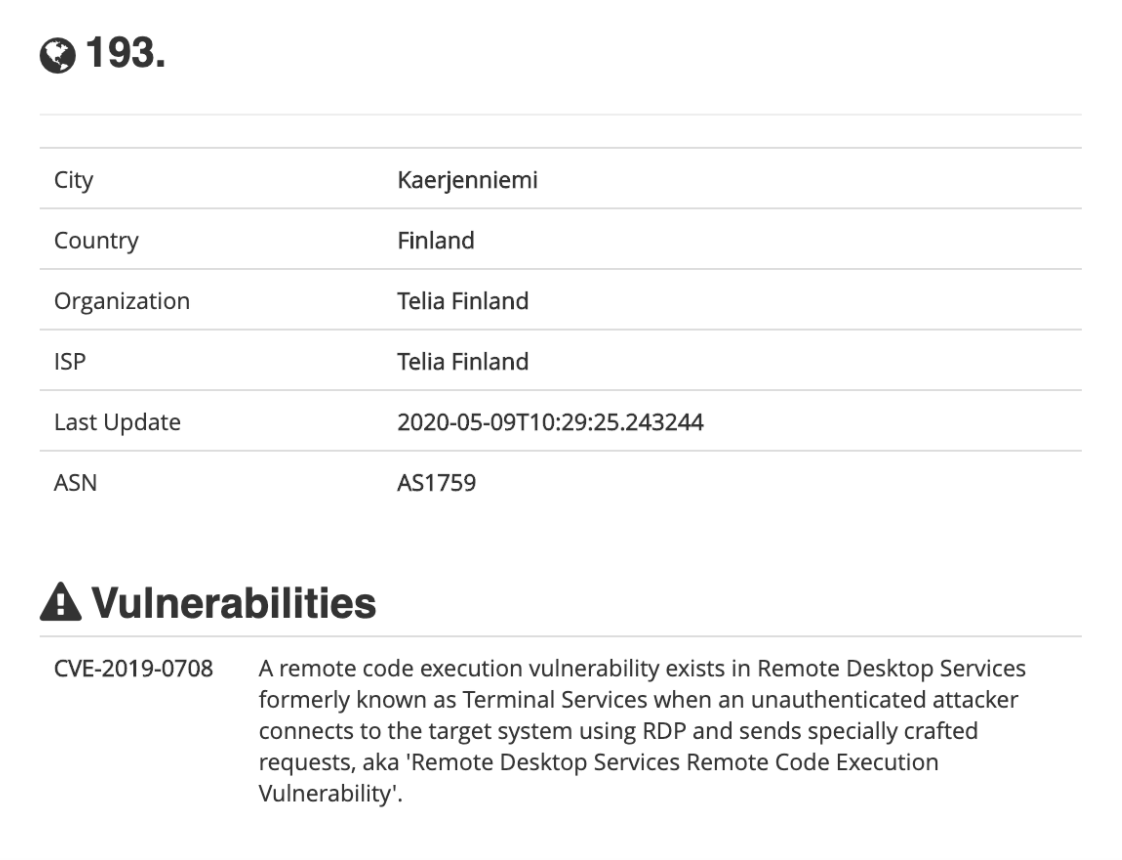 193.
City Kaerjenniemi
Country Finland
Organization Telia Finland
ISP Telia Finland
Last Update 2020-05-09T10:29:25.243244
ASN AS1759
Vulnerabilities
CVE-2019-0708 A remote code execution vulnerability exists in Remote Desktop Services
formerly known as Terminal Services when an unauthenticated attacker
connects to the target system using RDP and sends specially crafted
requests, aka 'Remote Desktop Services Remote Code Execution
Vulnerability'.